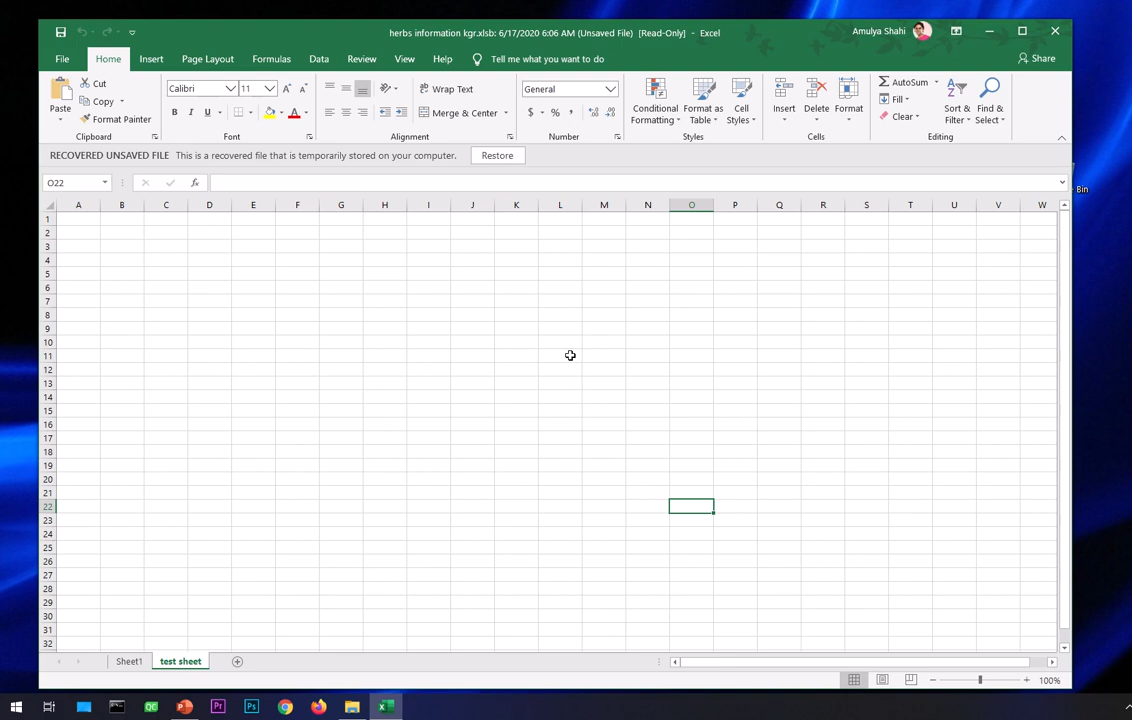 herbs information kgr.xlsb: 6/17/2020 6:06 AM (Unsaved File) [Read-Only] – Excel
Amulya Shahi
File Home Insert Page Layout Formulas Data Review View Help Tell me what you want to do Share
Paste
Cut
Copy
Format Painter
Clipboard
Calibri 11
B I U
Font
Wrap Text
Merge & Center
Alignment
General
$ % ,
Number
Conditional Formatting
Format as Table
Cell Styles
Styles
Insert
Delete
Format
Cells
AutoSum
Fill
Clear
Sort & Filter
Find & Select
Editing
RECOVERED UNSAVED FILE This is a recovered file that is temporarily stored on your computer. Restore
O22 fx
A B C D E F G H I J K L M N O P Q R S T U V W
1
2
3
4
5
6
7
8
9
10
11
12
13
14
15
16
17
18
19
20
21
22
23
24
25
26
27
28
29
30
31
32
Sheet1 test sheet
100%
Bin
QC P Pr Ps X